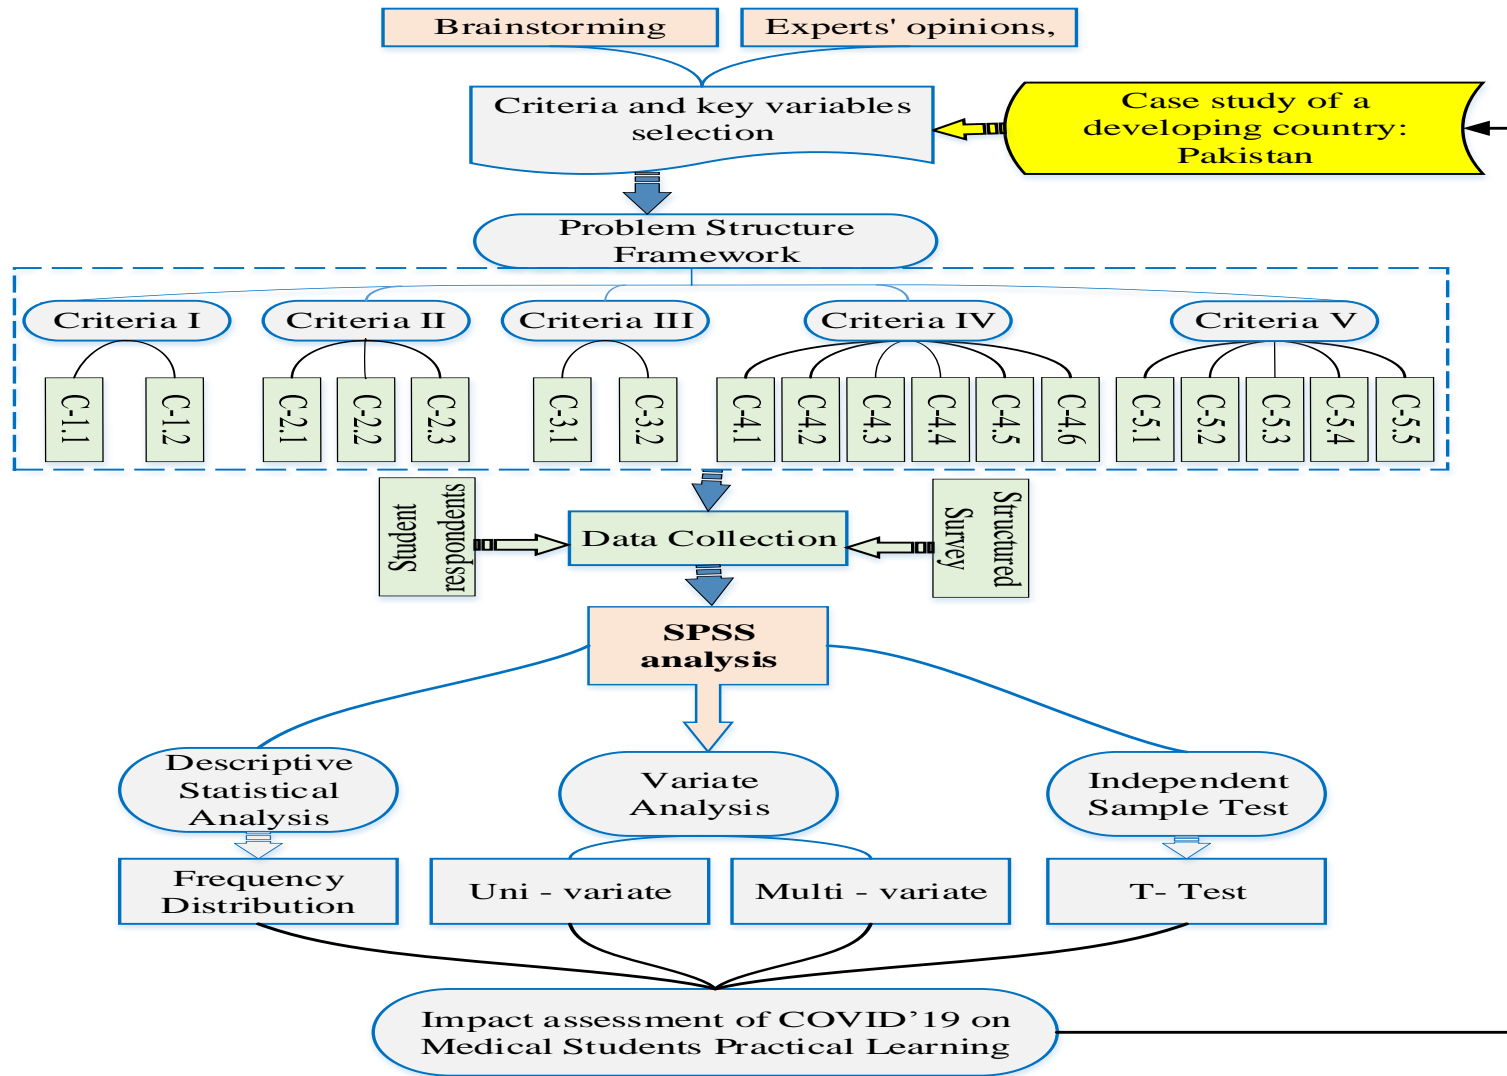 Brainstorming
Experts' opinions,
Criteria and key variables
selection
Case study of a
developing country:
Pakistan
Problem Structure
Framework
Criteria I
Criteria II
Criteria III
Criteria IV
Criteria V
C-1.1
C-1.2
C-2.1
C-2.2
C-2.3
C-3.1
C-3.2
C-4.1
C-4.2
C-4.3
C-4.4
C-4.5
C-4.6
C-5.1
C-5.2
C-5.3
C-5.4
C-5.5
Student
respondents
Data Collection
Structured
Survey
SPSS
analysis
Descriptive
Statistical
Analysis
Variate
Analysis
Independent
Sample Test
Frequency
Distribution
Uni - variate
Multi - variate
T- Test
Impact assessment of COVID’19 on
Medical Students Practical Learning